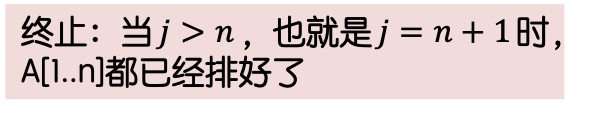 终止：当j > n，也就是j = n + 1时，
A[1..n]都已经排好了